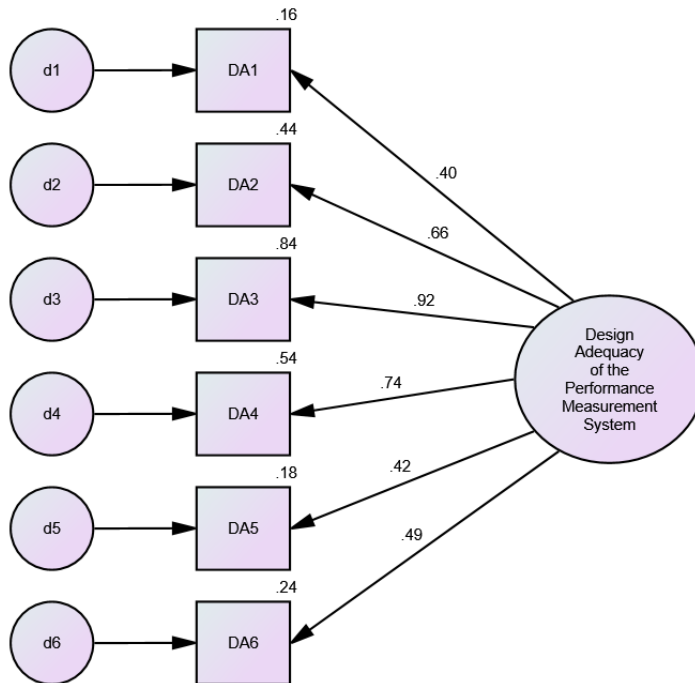 .16
d1
DA1
.40
.44
d2
DA2
.66
.84
d3
DA3
.92
.54
d4
DA4
.74
.18
d5
DA5
.42
.24
d6
DA6
.49
Design
Adequacy
of the
Performance
Measurement
System